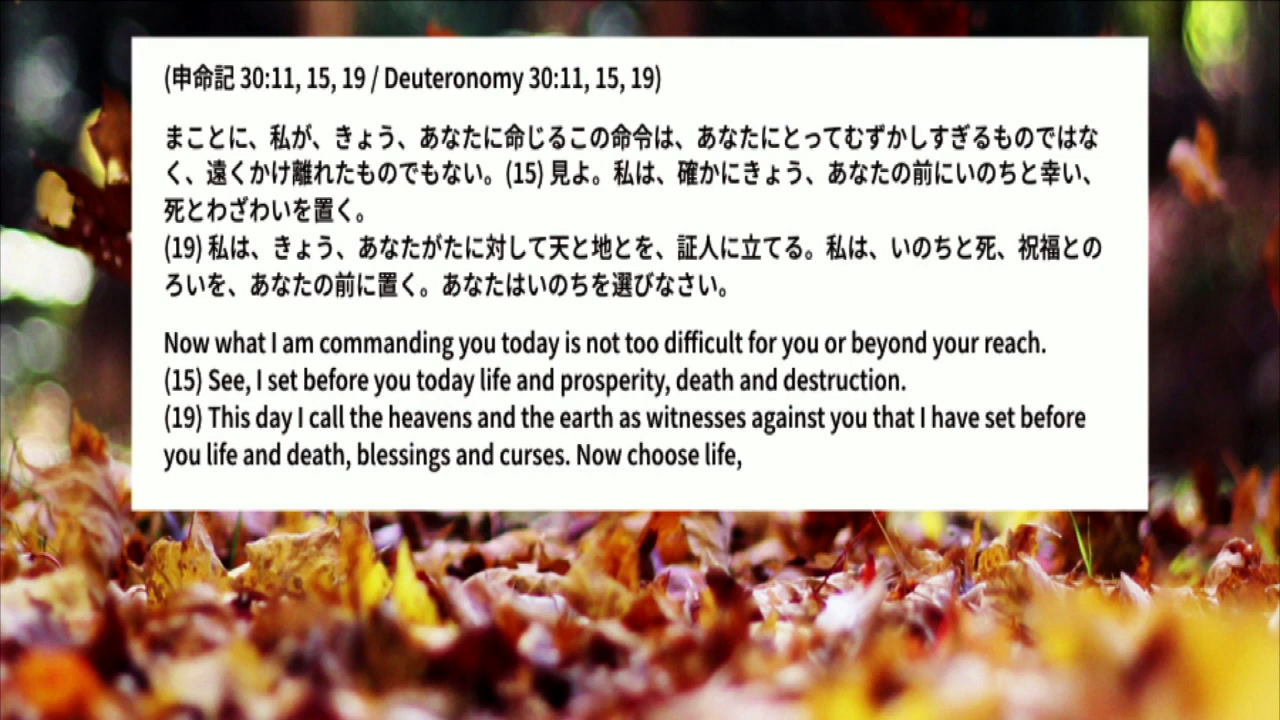 (申命記 30:11, 15, 19 / Deuteronomy 30:11, 15, 19)
まことに、私が、きょう、あなたに命じるこの命令は、あなたにとってむずかしすぎるものではな
く、遠くかけ離れたものでもない。(15) 見よ。私は、確かにきょう、あなたの前にいのちと幸い、
死とわざわいを置く。
(19) 私は、きょう、あなたがたに対して天と地とを、証人に立てる。私は、いのちと死、祝福との
ろいを、あなたの前に置く。あなたはいのちを選びなさい。
Now what I am commanding you today is not too difficult for you or beyond your reach.
(15) See, I set before you today life and prosperity, death and destruction.
(19) This day I call the heavens and the earth as witnesses against you that I have set before
you life and death, blessings and curses. Now choose life,